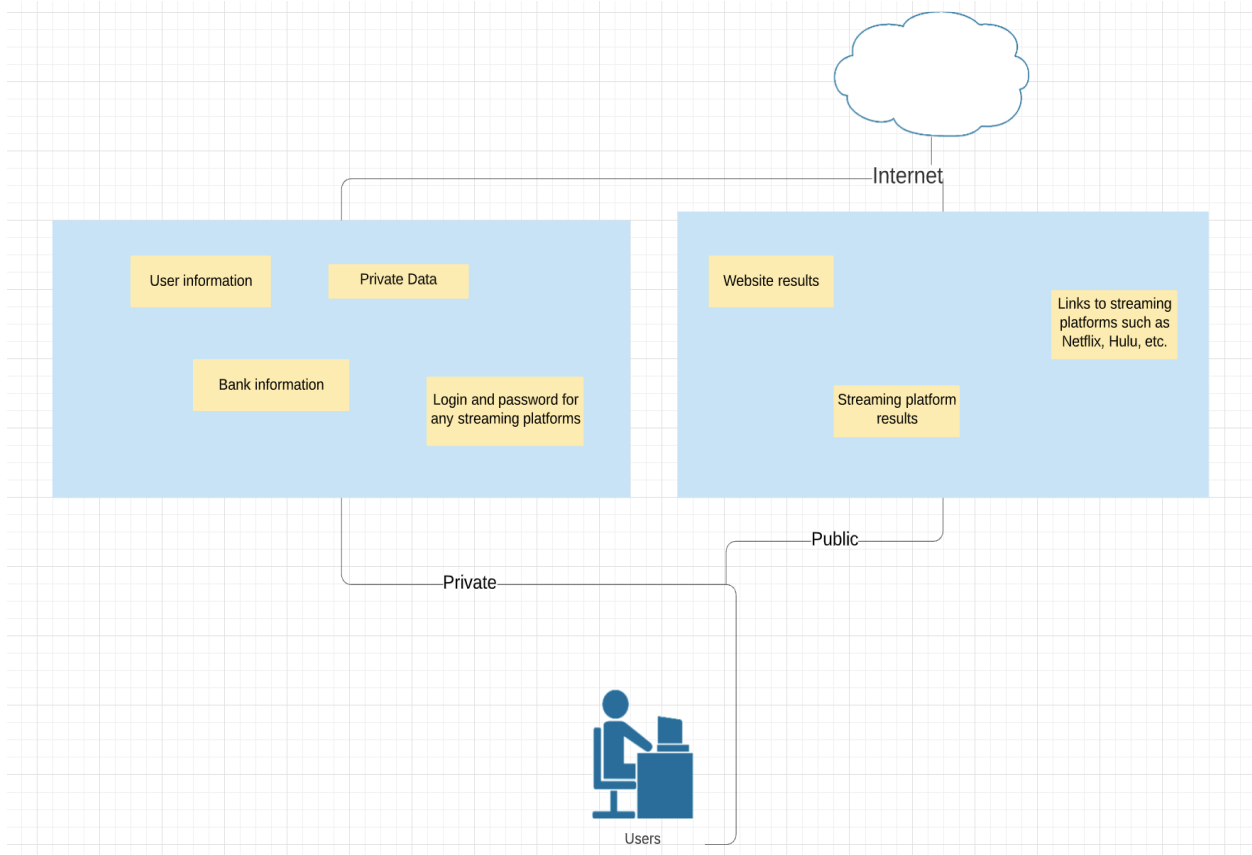 Internet
User information
Private Data
Bank information
Login and password for
any streaming platforms
Website results
Links to streaming
platforms such as
Netflix, Hulu, etc.
Streaming platform
results
Public
Private
Users